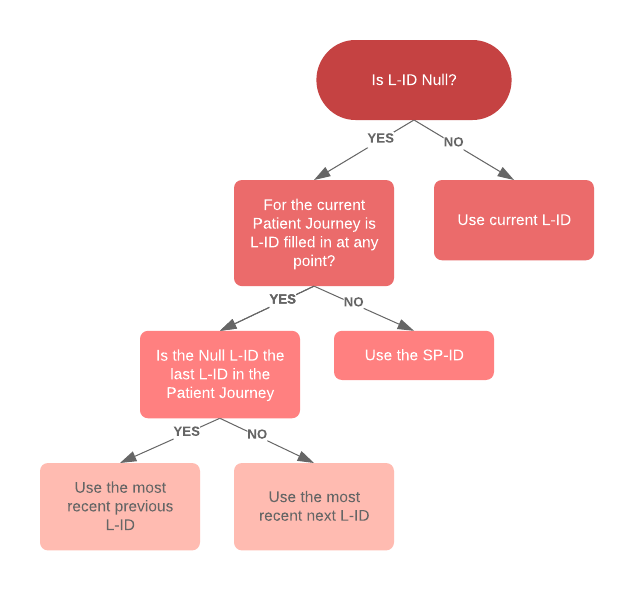 Is L-ID Null?
YES
NO
For the current
Patient Journey is
L-ID filled in at any
point?
Use current L-ID
YES
NO
Is the Null L-ID the
last L-ID in the
Patient Journey
Use the SP-ID
YES
NO
Use the most
recent previous
L-ID
Use the most
recent next L-ID